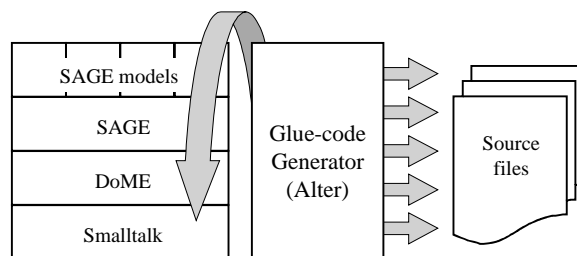 SAGE models
SAGE
DoME
Smalltalk
Glue-code
Generator
(Alter)
Source
files